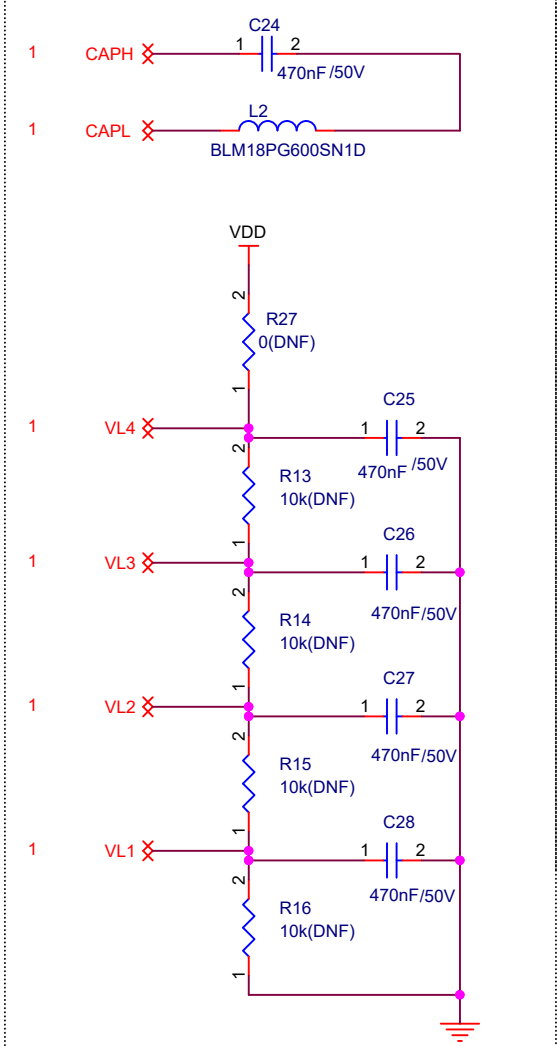 C24
1 CAPH 1 2
470nF/50V
L2
1 CAPL
BLM18PG600SN1D
VDD
2
R27
0(DNF)
1
C25
1 VL4 1 2
2
470nF/50V
R13
10k(DNF)
1
C26
1 VL3 1 2
2
470nF/50V
R14
10k(DNF)
1
C27
1 VL2 1 2
2
470nF/50V
R15
10k(DNF)
1
C28
1 VL1 1 2
2
470nF/50V
R16
10k(DNF)
1